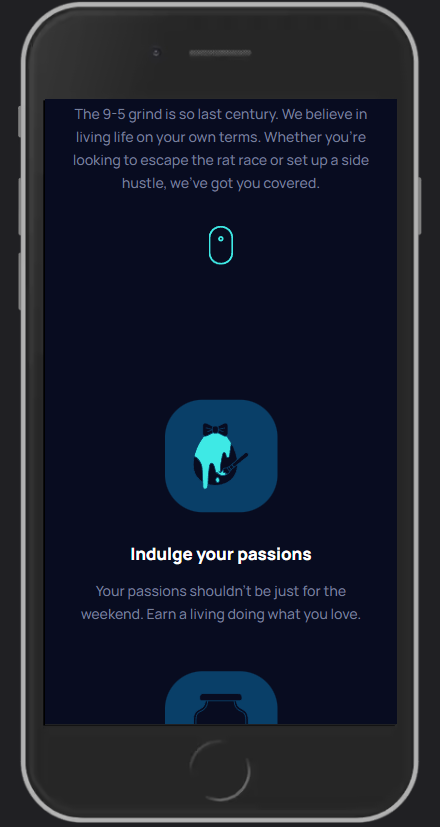 The 9-5 grind is so last century. We believe in
living life on your own terms. Whether you're
looking to escape the rat race or set up a side
hustle, we've got you covered.
Indulge your passions
Your passions shouldn't be just for the
weekend. Earn a living doing what you love.